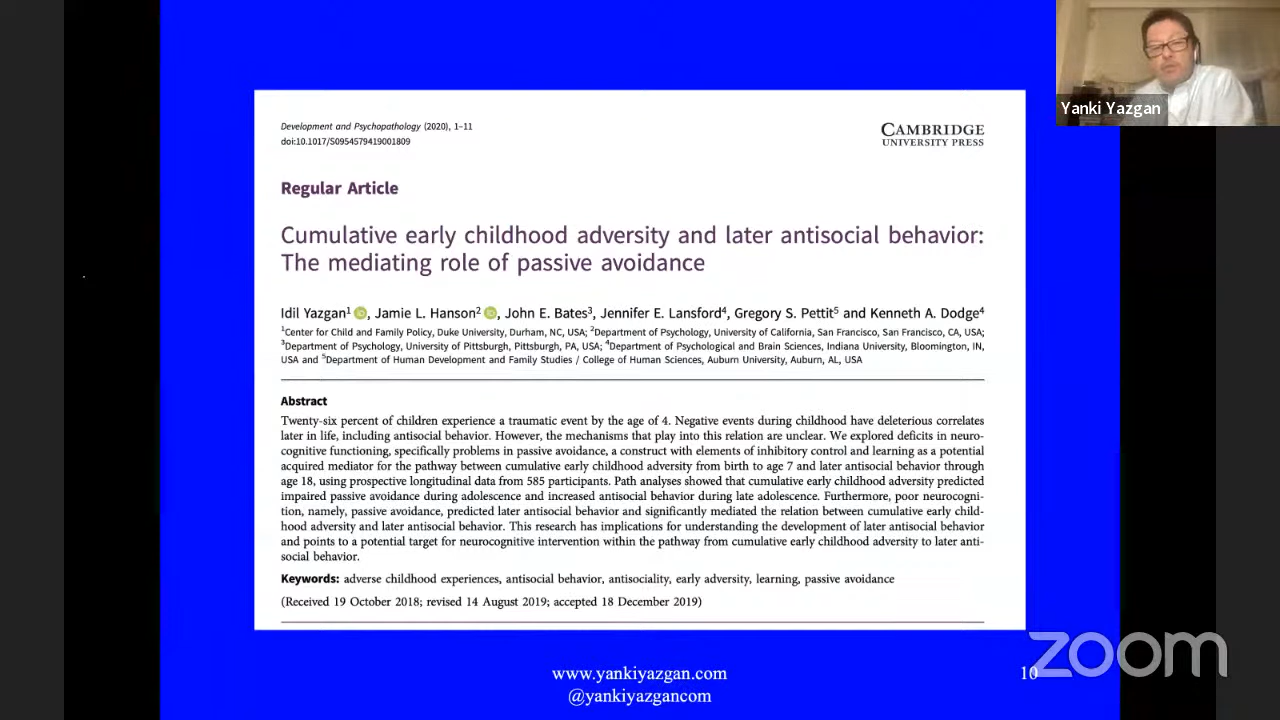 Yanki Yazgan
Development and Psychopathology (2020), 1–11
doi:10.1017/S0954579419001809
CAMBRIDGE
UNIVERSITY PRESS
Regular Article
Cumulative early childhood adversity and later antisocial behavior:
The mediating role of passive avoidance
Idil Yazgan¹, Jamie L. Hanson², John E. Bates³, Jennifer E. Lansford⁴, Gregory S. Pettit⁵ and Kenneth A. Dodge⁴
¹Center for Child and Family Policy, Duke University, Durham, NC, USA; ²Department of Psychology, University of California, San Francisco, San Francisco, CA, USA;
³Department of Psychology, University of Pittsburgh, Pittsburgh, PA, USA; ⁴Department of Psychological and Brain Sciences, Indiana University, Bloomington, IN,
USA and ⁵Department of Human Development and Family Studies / College of Human Sciences, Auburn University, Auburn, AL, USA
Abstract
Twenty-six percent of children experience a traumatic event by the age of 4. Negative events during childhood have deleterious correlates
later in life, including antisocial behavior. However, the mechanisms that play into this relation are unclear. We explored deficits in neuro-
cognitive functioning, specifically problems in passive avoidance, a construct with elements of inhibitory control and learning as a potential
acquired mediator for the pathway between cumulative early childhood adversity from birth to age 7 and later antisocial behavior through
age 18, using prospective longitudinal data from 585 participants. Path analyses showed that cumulative early childhood adversity predicted
impaired passive avoidance during adolescence and increased antisocial behavior during late adolescence. Furthermore, poor neurocogni-
tion, namely, passive avoidance, predicted later antisocial behavior and significantly mediated the relation between cumulative early child-
hood adversity and later antisocial behavior. This research has implications for understanding the development of later antisocial behavior
and points to a potential target for neurocognitive intervention within the pathway from cumulative early childhood adversity to later anti-
social behavior.
Keywords: adverse childhood experiences, antisocial behavior, antisociality, early adversity, learning, passive avoidance
(Received 19 October 2018; revised 14 August 2019; accepted 18 December 2019)
www.yankiyazgan.com
@yankiyazgancom
10
zoom